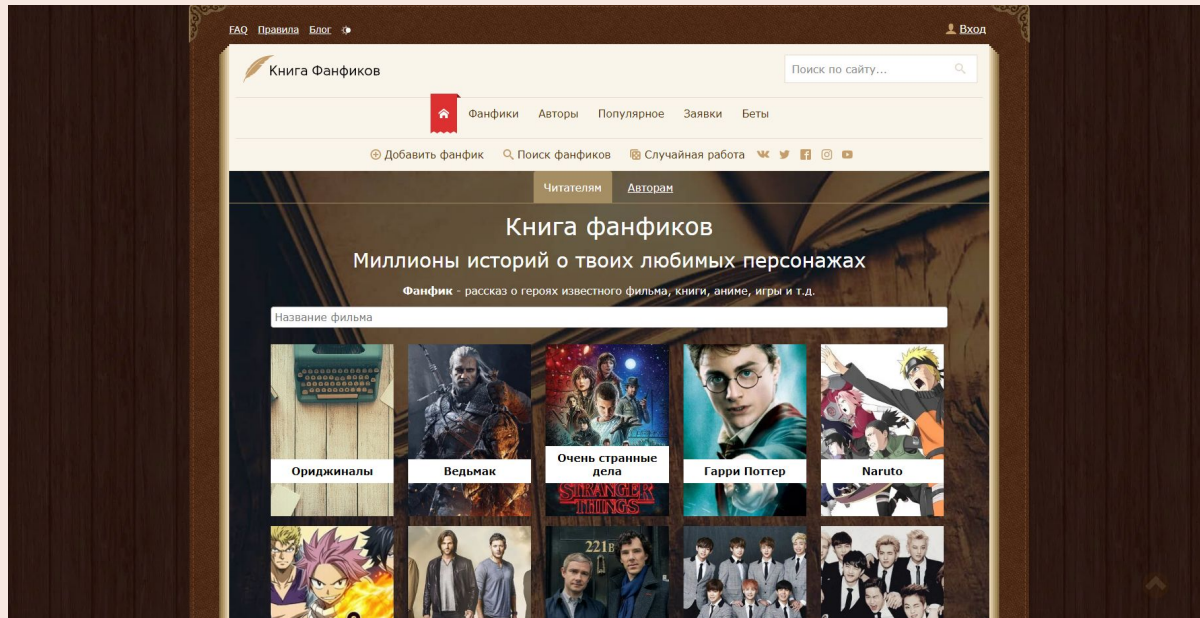 FAQ Правила Блог
Вход
Книга Фанфиков
Поиск по сайту...
Фанфики Авторы Популярное Заявки Беты
Добавить фанфик Поиск фанфиков Случайная работа
Читателям Авторам
Книга фанфиков
Миллионы историй о твоих любимых персонажах
Фанфик - рассказ о героях известного фильма, книги, аниме, игры и т.д.
Название фильма
Ориджиналы
Ведьмак
Очень странные
дела
STRANGER
THINGS
Гарри Поттер
Naruto
221B